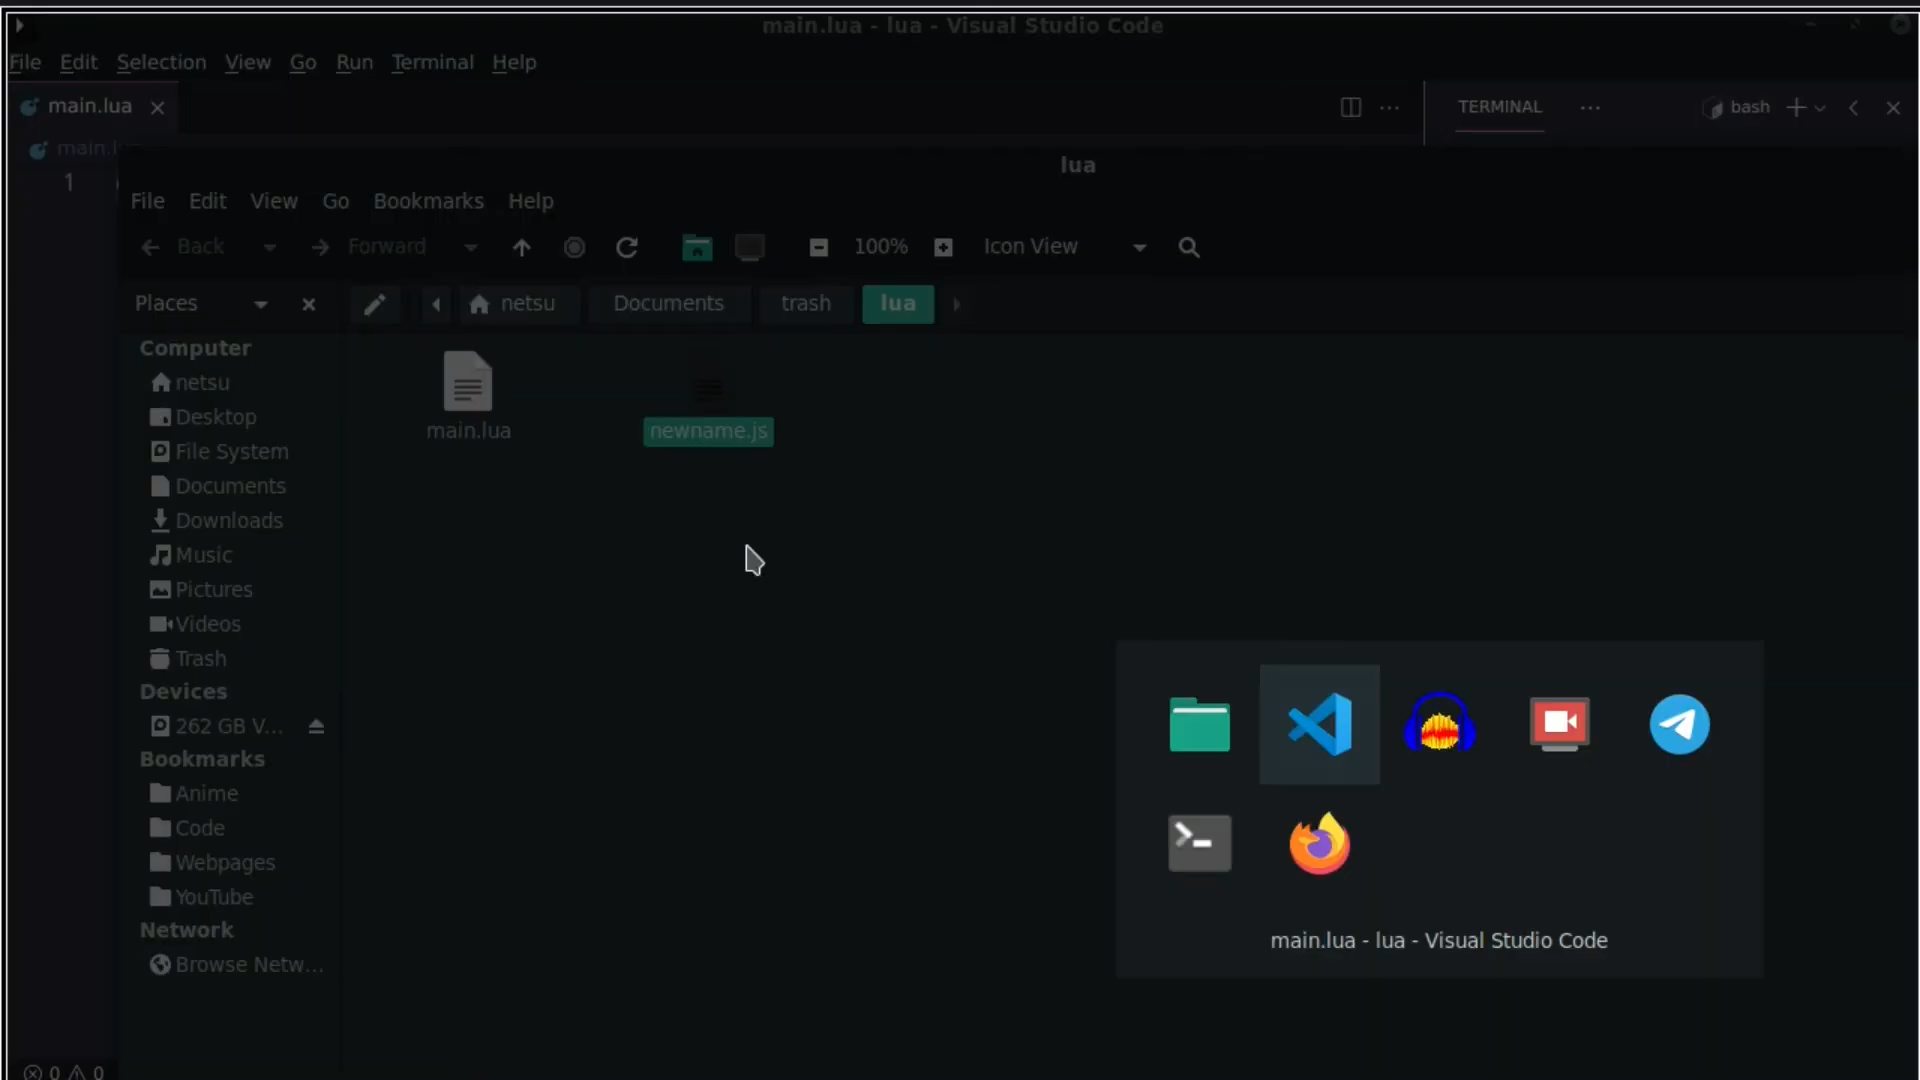 main.lua - lua - Visual Studio Code
File Edit Selection View Go Run Terminal Help
main.lua
TERMINAL
bash
main.l
1
lua
File Edit View Go Bookmarks Help
Back Forward 100% Icon View
Places netsu Documents trash lua
Computer
netsu
Desktop
File System
Documents
Downloads
Music
Pictures
Videos
Trash
Devices
262 GB V...
Bookmarks
Anime
Code
Webpages
YouTube
Network
Browse Netw...
main.lua
newname.js
main.lua - lua - Visual Studio Code
0 0